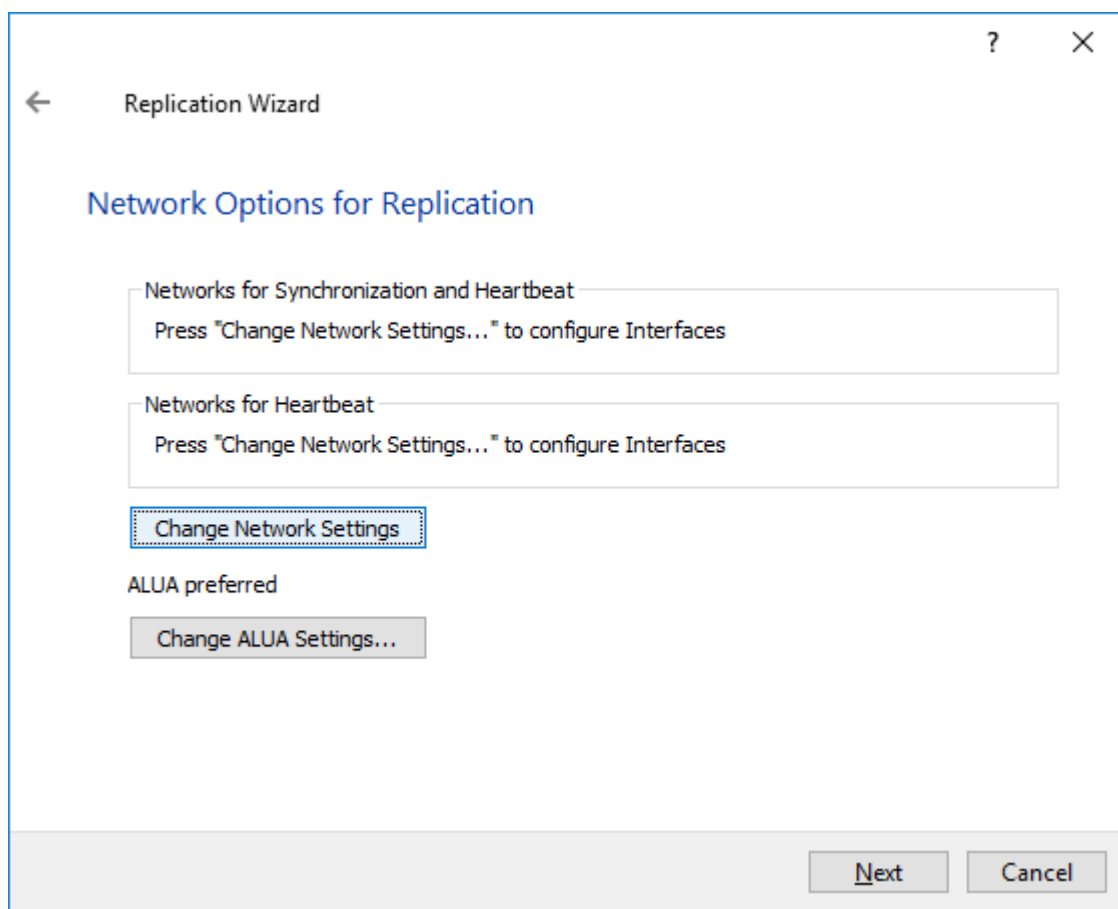 ?
Replication Wizard
Network Options for Replication
Networks for Synchronization and Heartbeat
Press "Change Network Settings..." to configure Interfaces
Networks for Heartbeat
Press "Change Network Settings..." to configure Interfaces
Change Network Settings
ALUA preferred
Change ALUA Settings...
Next
Cancel